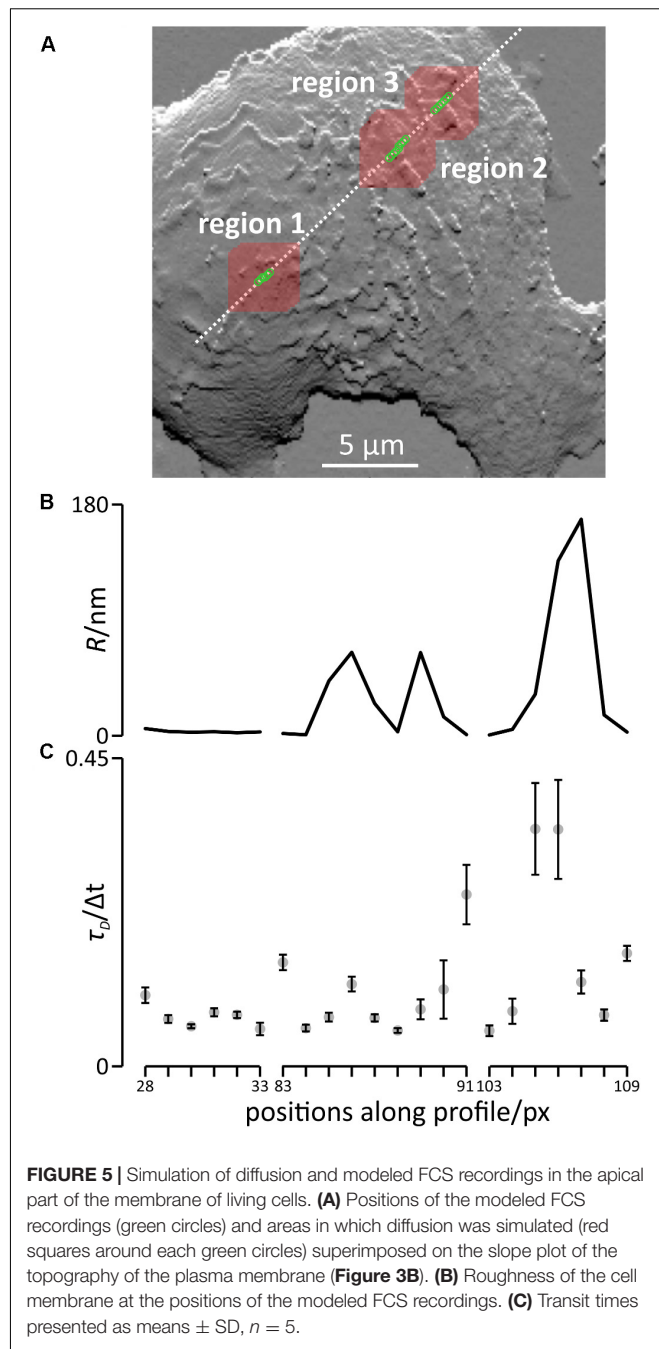 A
region 3
region 2
region 1
5 μm
B
180
R/nm
0
C
0.45
τD/Δt
0
28 33 83 91 103 109
positions along profile/px
FIGURE 5 | Simulation of diffusion and modeled FCS recordings in the apical
part of the membrane of living cells. (A) Positions of the modeled FCS
recordings (green circles) and areas in which diffusion was simulated (red
squares around each green circles) superimposed on the slope plot of the
topography of the plasma membrane (Figure 3B). (B) Roughness of the cell
membrane at the positions of the modeled FCS recordings. (C) Transit times
presented as means ± SD, n = 5.